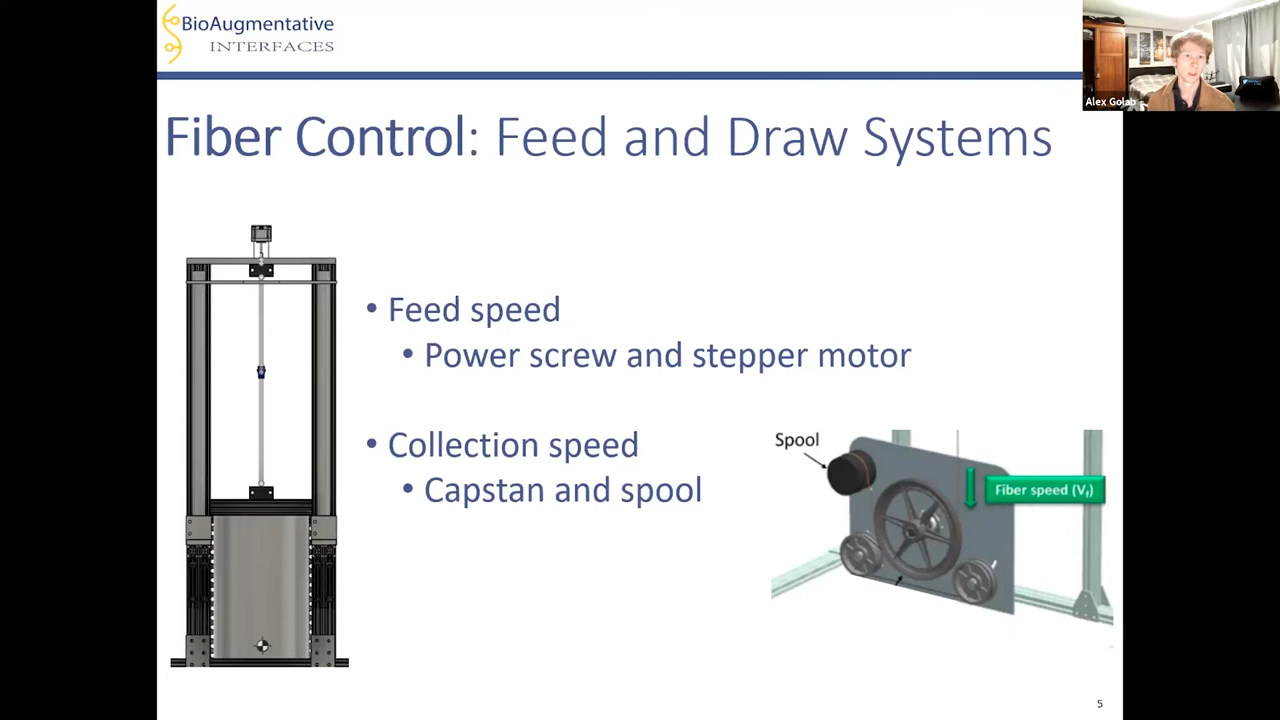 BioAugmentative
INTERFACES
Alex Golab
Fiber Control: Feed and Draw Systems
• Feed speed
• Power screw and stepper motor
• Collection speed
• Capstan and spool
Spool
Fiber speed (Vf)
5